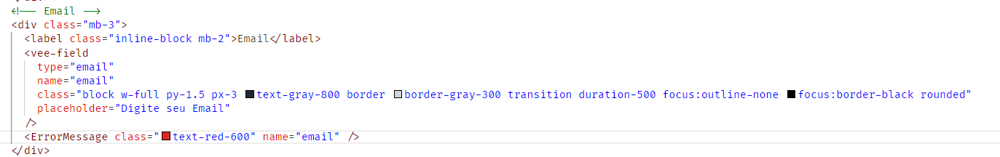 <!-- Email -->
<div class="mb-3">
<label class="inline-block mb-2">Email</label>
<vee-field
type="email"
name="email"
class="block w-full py-1.5 px-3 text-gray-800 border border-gray-300 transition duration-500 focus:outline-none focus:border-black rounded"
placeholder="Digite seu Email"
/>
<ErrorMessage class="text-red-600" name="email" />
</div>